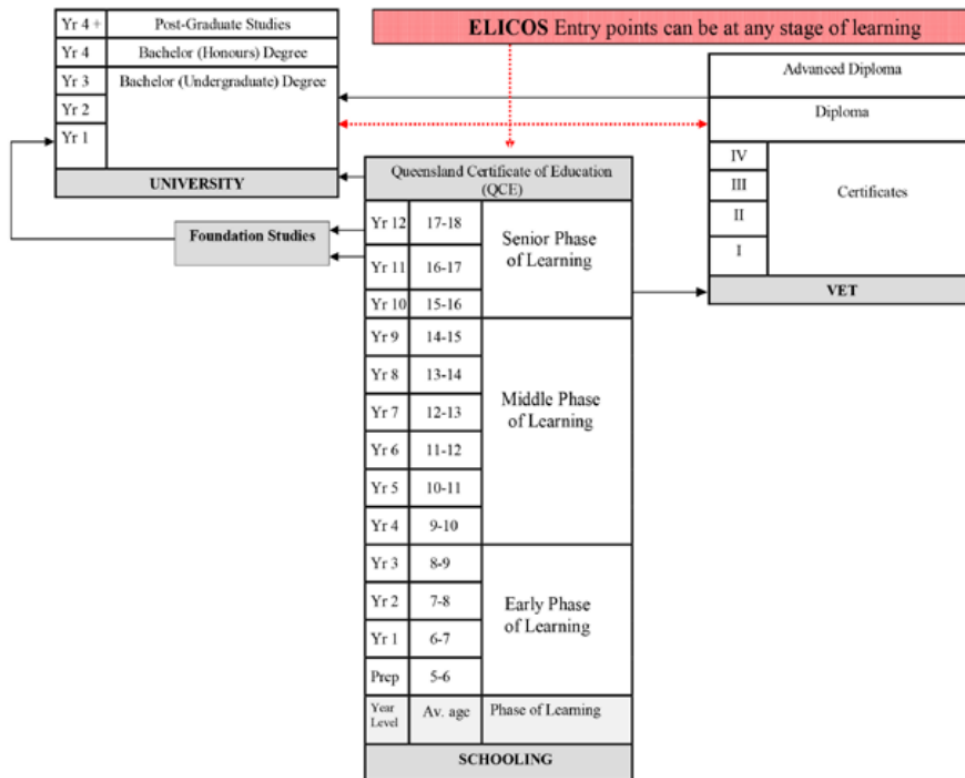 ELICOS Entry points can be at any stage of learning
Yr 4 + Post-Graduate Studies
Yr 4 Bachelor (Honours) Degree
Yr 3 Bachelor (Undergraduate) Degree
Yr 2
Yr 1
UNIVERSITY
Foundation Studies
Advanced Diploma
Diploma
IV
III
II
I
Certificates
VET
Queensland Certificate of Education
(QCE)
Yr 12 17-18
Yr 11 16-17
Yr 10 15-16
Senior Phase
of Learning
Yr 9 14-15
Yr 8 13-14
Yr 7 12-13
Yr 6 11-12
Yr 5 10-11
Yr 4 9-10
Middle Phase
of Learning
Yr 3 8-9
Yr 2 7-8
Yr 1 6-7
Prep 5-6
Early Phase
of Learning
Year
Level
Av. age
Phase of Learning
SCHOOLING